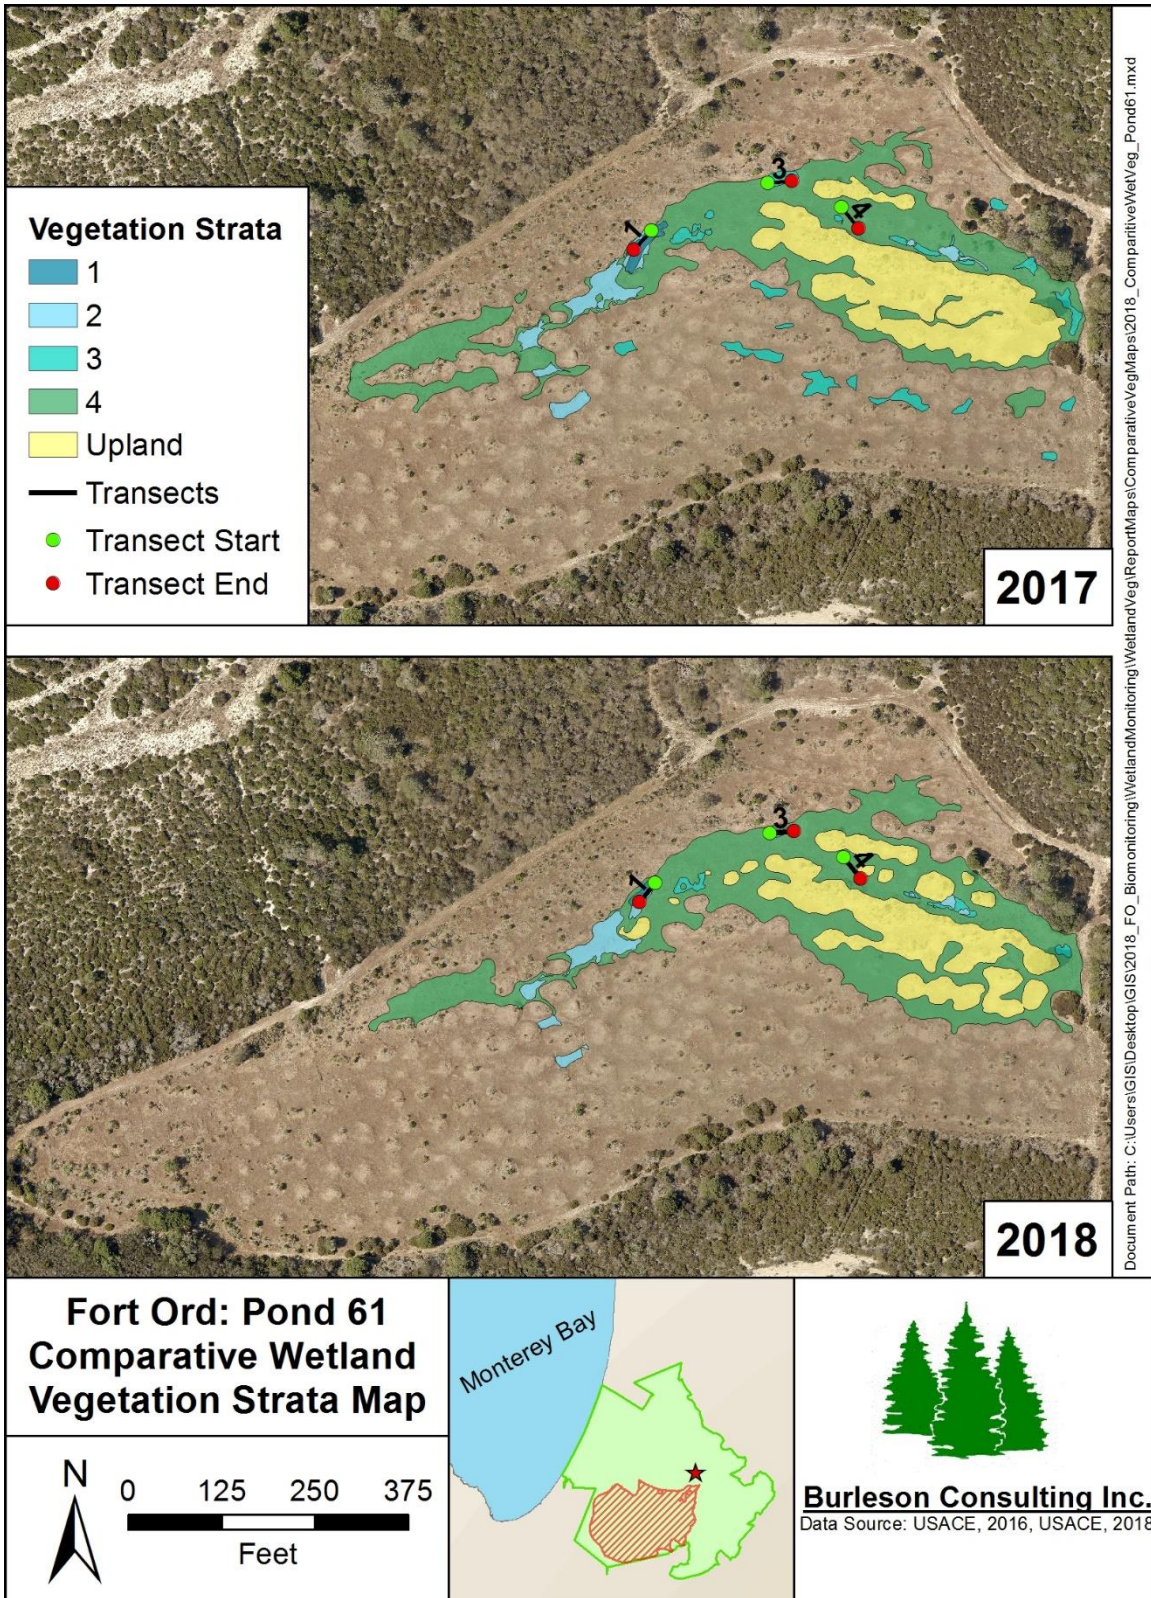 Vegetation Strata
1
2
3
4
Upland
Transects
Transect Start
Transect End
1
3
4
2017
1
3
4
2018
Document Path: C:\Users\GIS\Desktop\GIS\2018_FO_Biomonitoring\WetlandMonitoring\WetlandVeg\ReportMaps\ComparativeVegMaps\2018_ComparitiveWetVeg_Pond61.mxd
Fort Ord: Pond 61
Comparative Wetland
Vegetation Strata Map
N
0 125 250 375
Feet
Monterey Bay
Burleson Consulting Inc.
Data Source: USACE, 2016, USACE, 2018